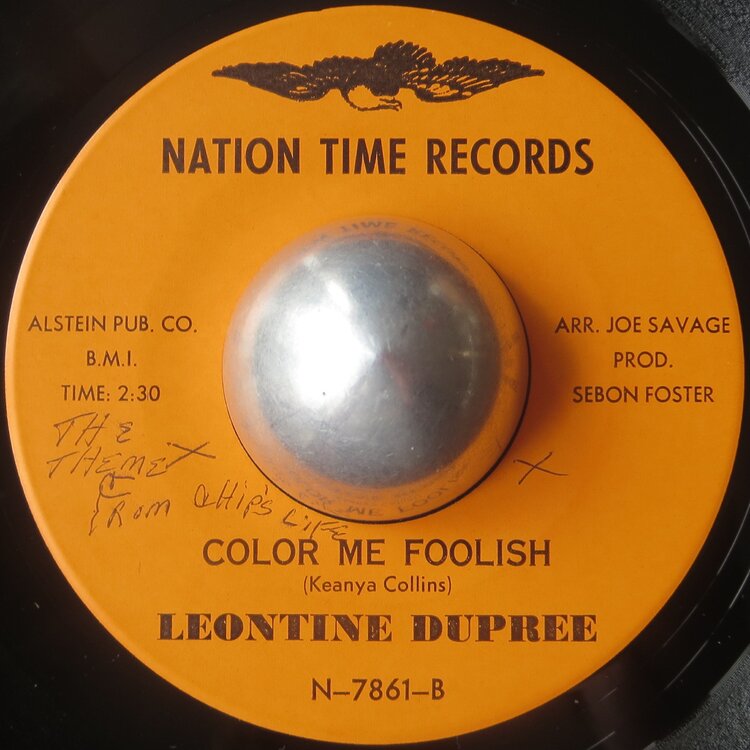 NATION TIME RECORDS
ALSTEIN PUB. CO.
B.M.I.
TIME: 2:30
ARR. JOE SAVAGE
PROD.
SEBON FOSTER
THE
THEME X
FROM CHIP'S LIFE
X
COLOR ME FOOLISH
(Keanya Collins)
LEONTINE DUPREE
N–7861–B